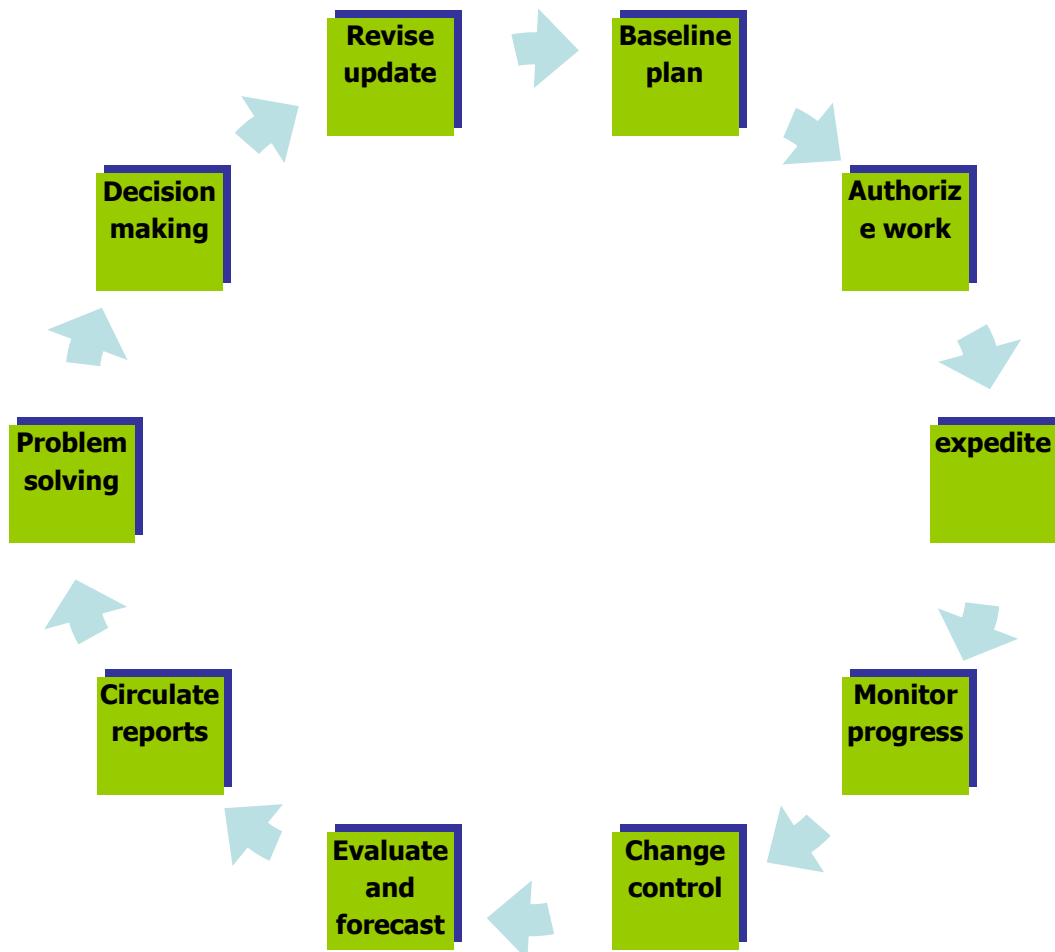 Revise
update
Baseline
plan
Authoriz
e work
expedite
Monitor
progress
Change
control
Evaluate
and
forecast
Circulate
reports
Problem
solving
Decision
making